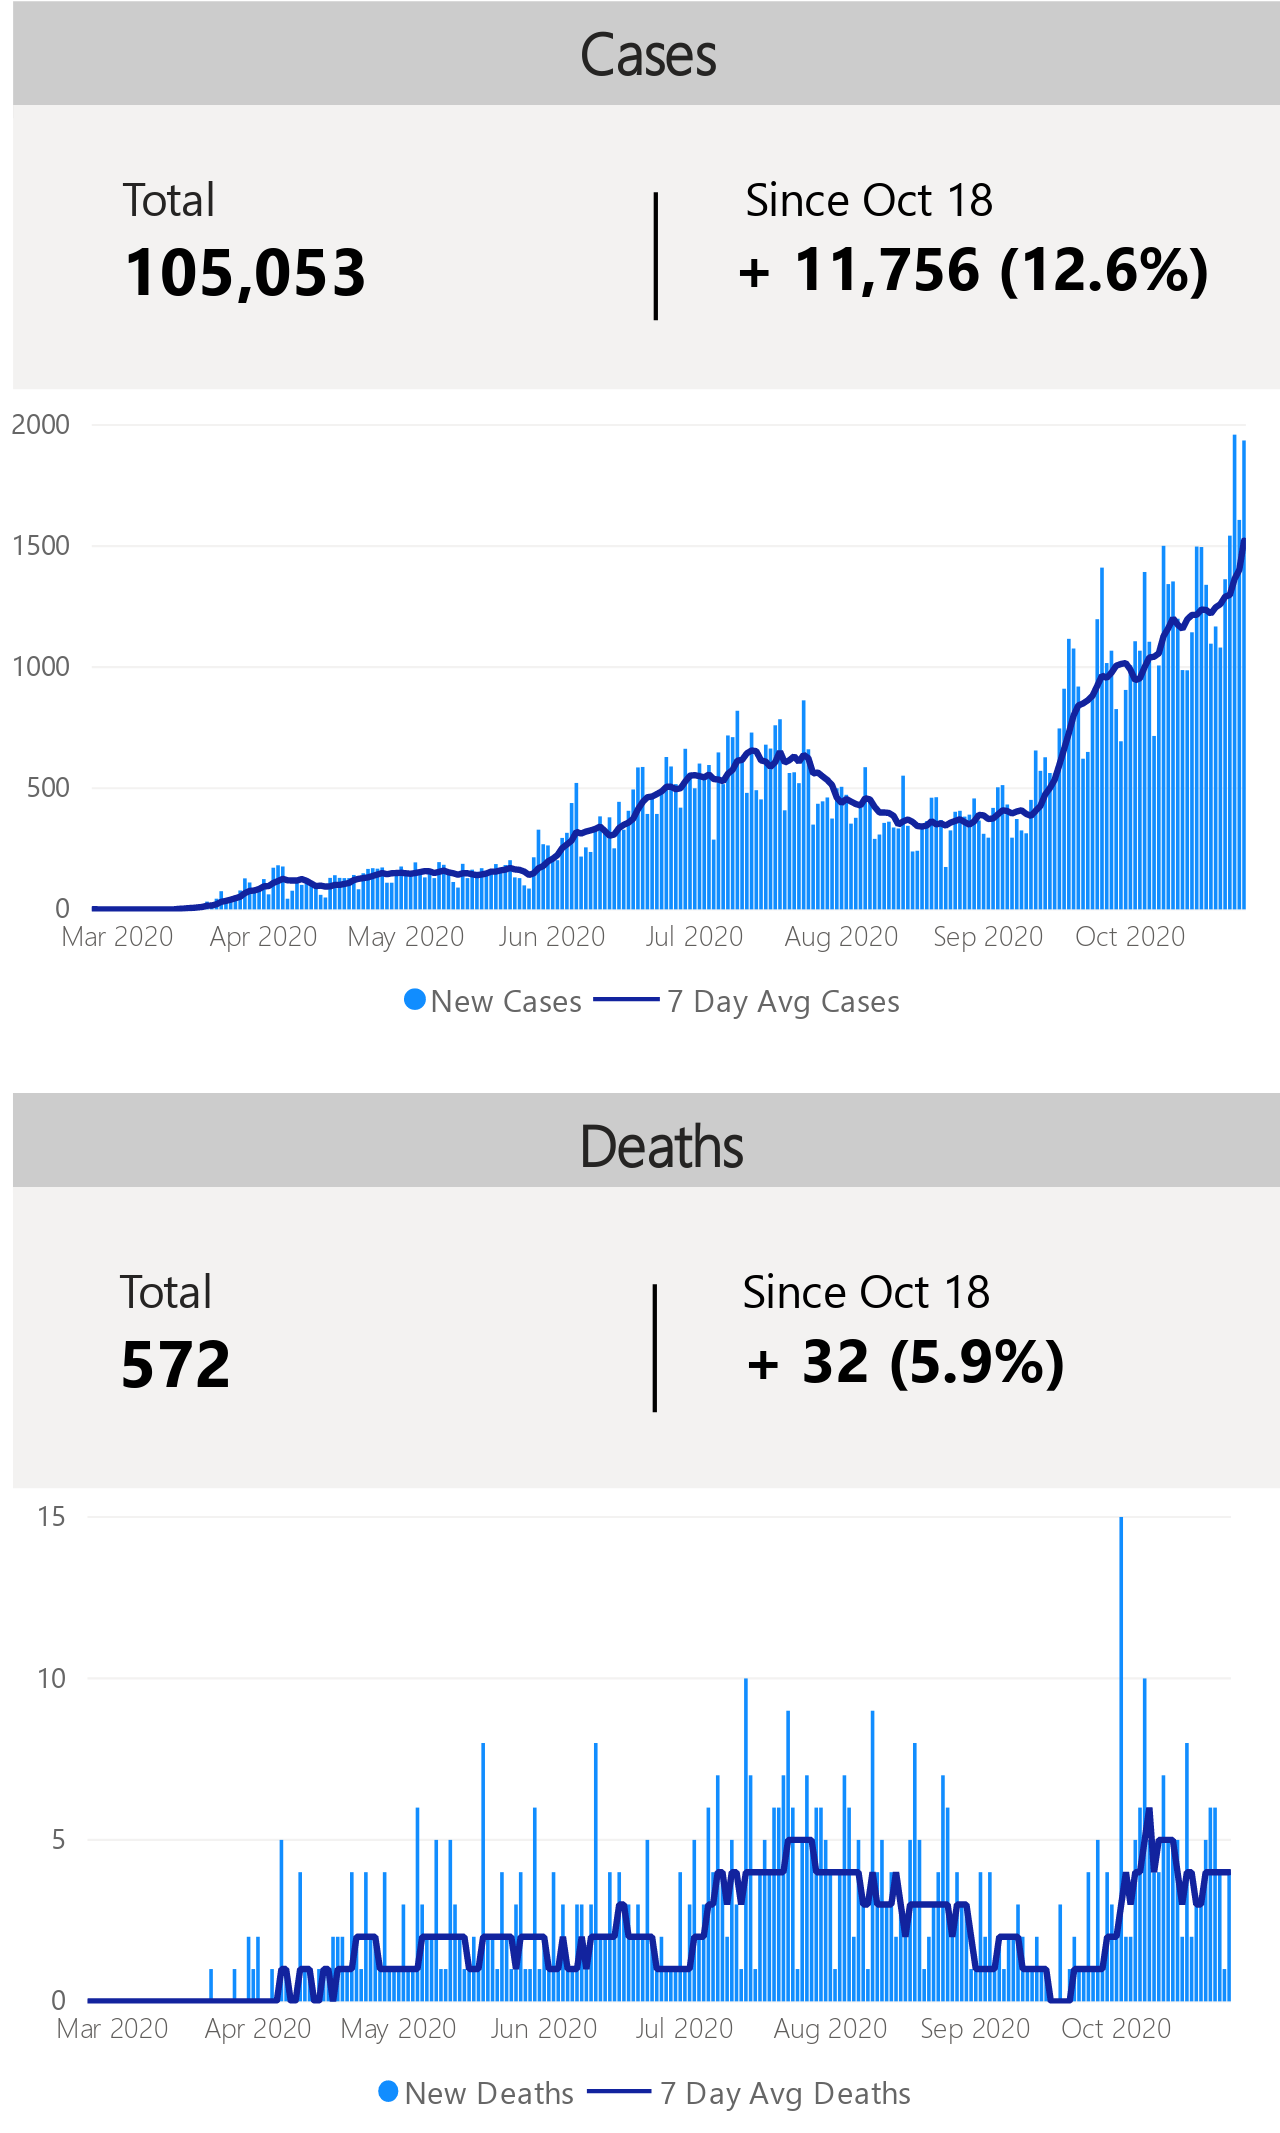 Cases
Total
Since Oct 18
105,053
+ 11,756 (12.6%)
2000
1500
1000
500
0
Mar 2020 Apr 2020 May 2020 Jun 2020 Jul 2020 Aug 2020 Sep 2020 Oct 2020
New Cases 7 Day Avg Cases
Deaths
Total
Since Oct 18
572
+ 32 (5.9%)
15
10
5
0
Mar 2020 Apr 2020 May 2020 Jun 2020 Jul 2020 Aug 2020 Sep 2020 Oct 2020
New Deaths 7 Day Avg Deaths